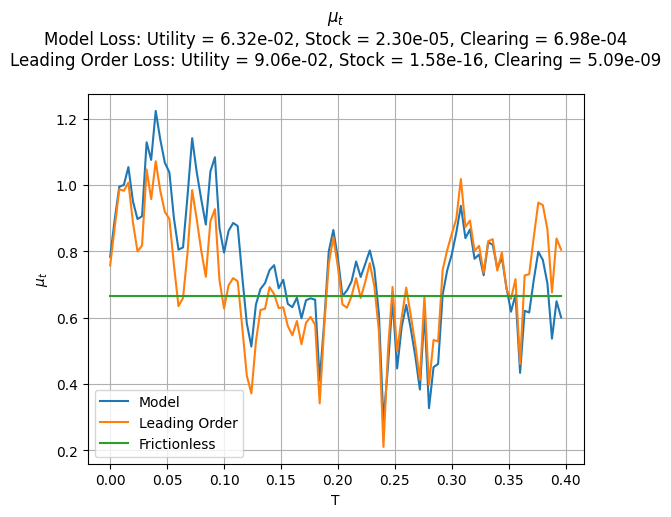 μt
Model Loss: Utility = 6.32e-02, Stock = 2.30e-05, Clearing = 6.98e-04
Leading Order Loss: Utility = 9.06e-02, Stock = 1.58e-16, Clearing = 5.09e-09
1.2
1.0
0.8
0.6
0.4
0.2
μt
Model
Leading Order
Frictionless
0.00 0.05 0.10 0.15 0.20 0.25 0.30 0.35 0.40
T